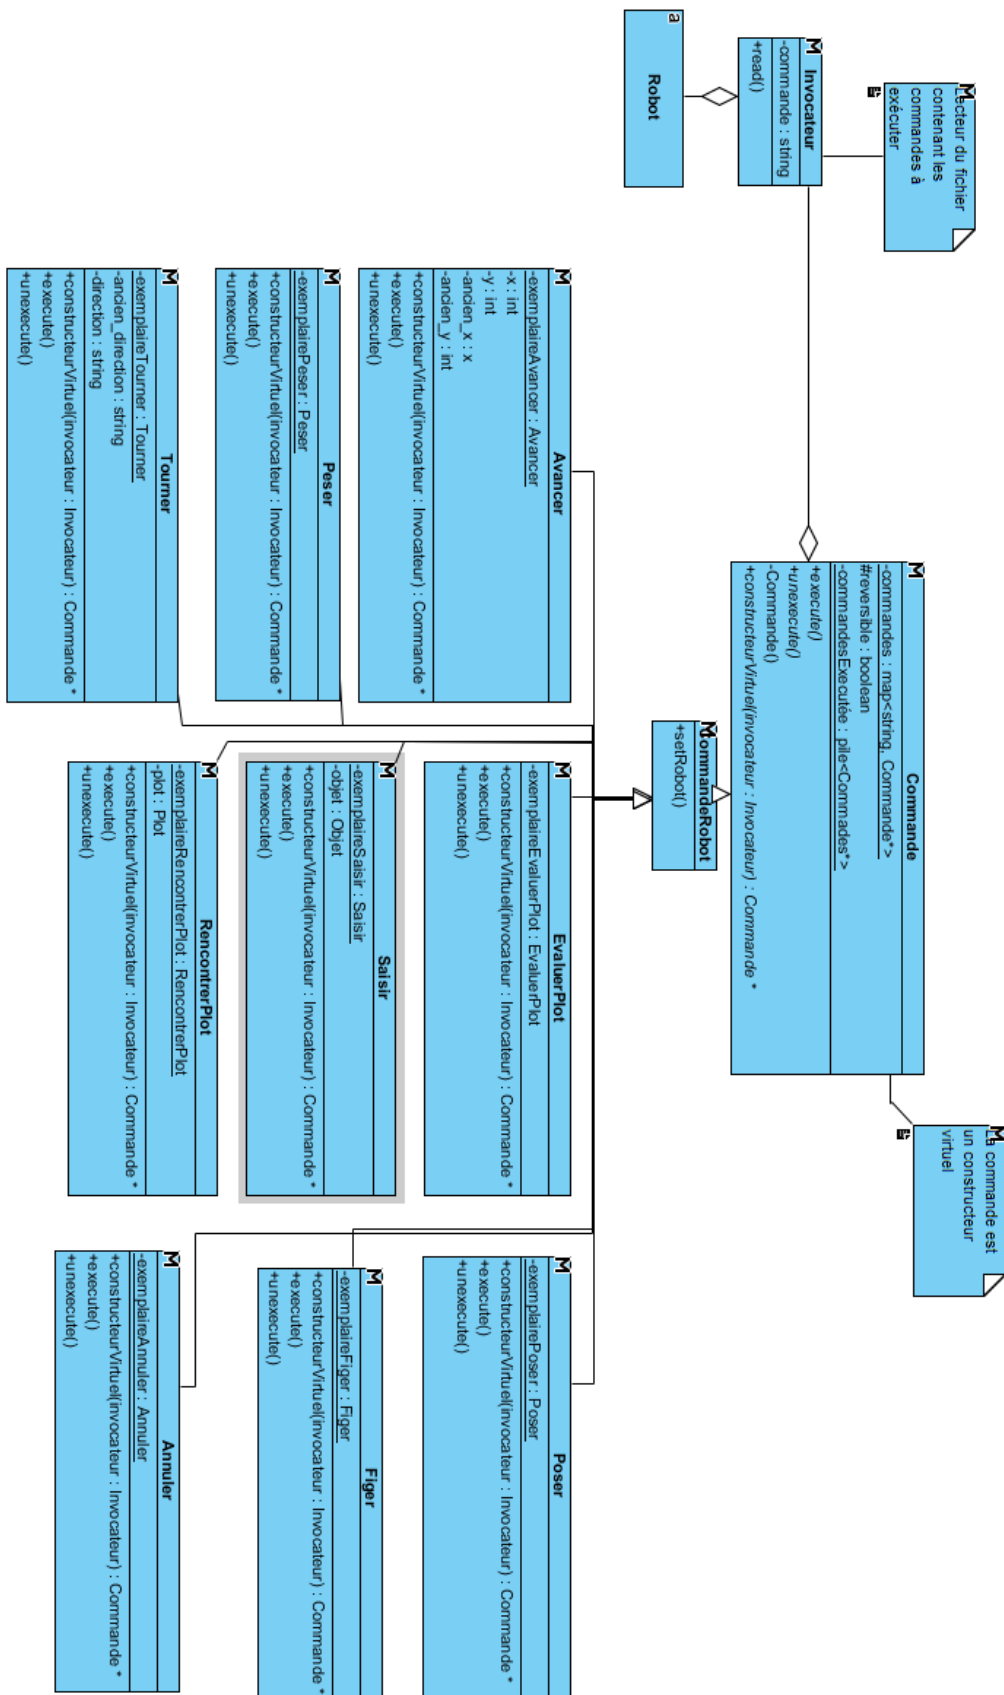 La commande est
un constructeur
virtuel
Lecteur du fichier
contenant les
commandes à
exécuter
Commande
-commandes : map<string, Commande*>
#reversible : boolean
-commandesExecutée : pile<Commades*>
+execute()
+unexecute()
-Commande()
+constructeurVirtuel(invocateur : Invocateur) : Commande *
Invocateur
-commande : string
+read()
CommandeRobot
+setRobot()
a
Robot
Avancer
-exemplaireAvancer : Avancer
-x : int
-y : int
-ancien_x : x
-ancien_y : int
+constructeurVirtuel(invocateur : Invocateur) : Commande *
+execute()
+unexecute()
EvaluerPlot
-exemplaireEvaluerPlot : EvaluerPlot
+constructeurVirtuel(invocateur : Invocateur) : Commande *
+execute()
+unexecute()
Poser
-exemplairePoser : Poser
+constructeurVirtuel(invocateur : Invocateur) : Commande *
+execute()
+unexecute()
Peser
-exemplairePeser : Peser
+constructeurVirtuel(invocateur : Invocateur) : Commande *
+execute()
+unexecute()
Saisir
-exemplaireSaisir : Saisir
-objet : Objet
+constructeurVirtuel(invocateur : Invocateur) : Commande *
+execute()
+unexecute()
Figer
-exemplaireFiger : Figer
+constructeurVirtuel(invocateur : Invocateur) : Commande *
+execute()
+unexecute()
Tourner
-exemplaireTourner : Tourner
-ancien_direction : string
-direction : string
+constructeurVirtuel(invocateur : Invocateur) : Commande *
+execute()
+unexecute()
RencontrerPlot
-exemplaireRencontrerPlot : RencontrerPlot
-plot : Plot
+constructeurVirtuel(invocateur : Invocateur) : Commande *
+execute()
+unexecute()
Annuler
-exemplaireAnnuler : Annuler
+constructeurVirtuel(invocateur : Invocateur) : Commande *
+execute()
+unexecute()